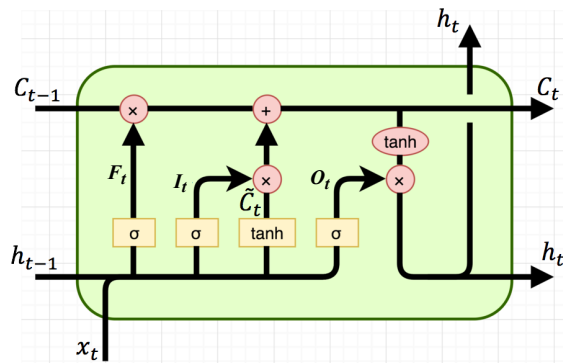 h_t
C_{t-1}
C_t
×
+
tanh
F_t
I_t
×
O_t
×
C̃_t
σ
σ
tanh
σ
h_{t-1}
h_t
x_t